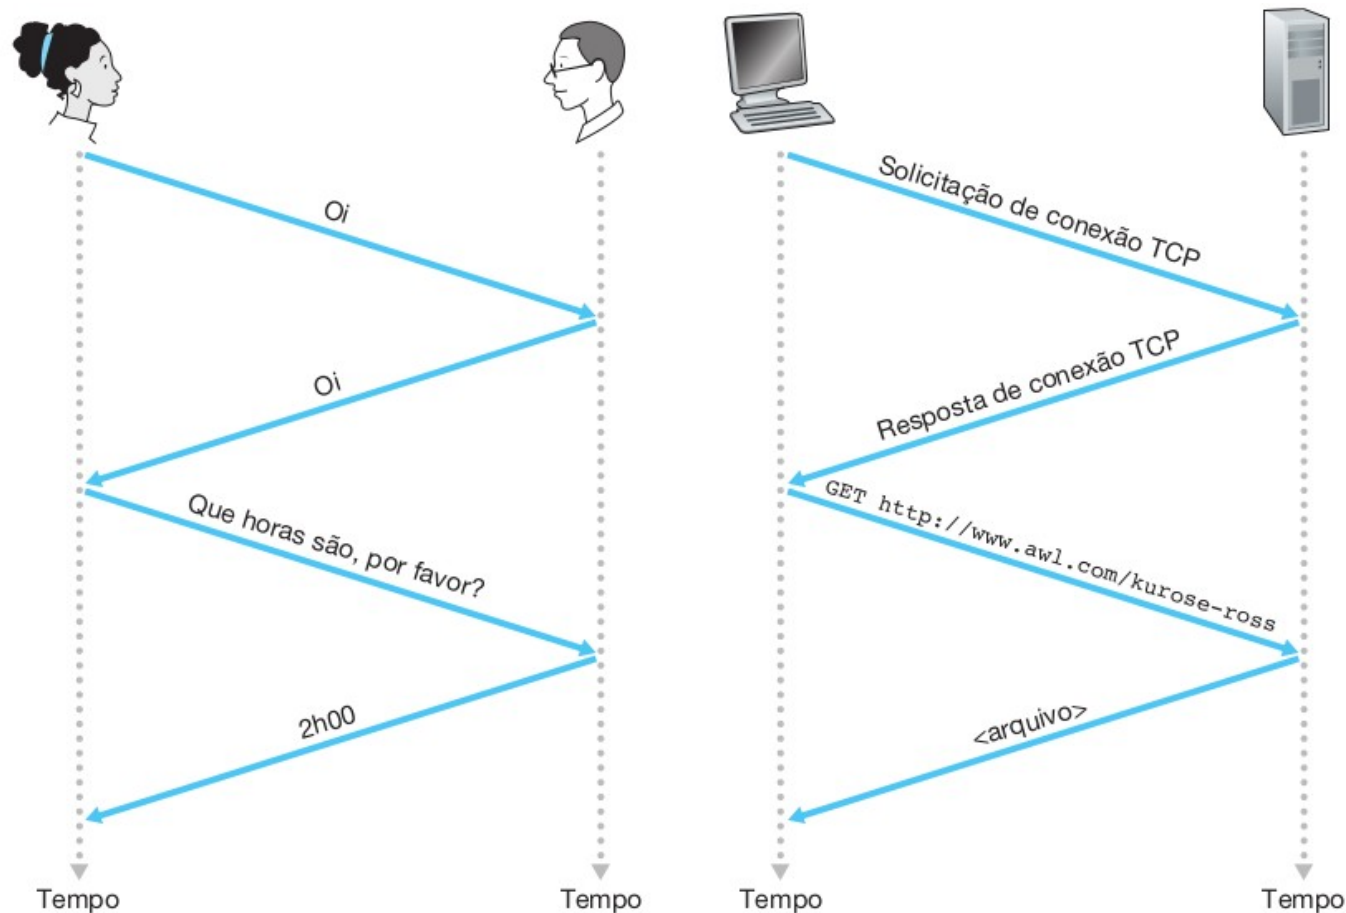 Oi
Oi
Que horas são, por favor?
2h00
Tempo
Tempo
Solicitação de conexão TCP
Resposta de conexão TCP
GET http://www.awl.com/kurose-ross
<arquivo>
Tempo
Tempo